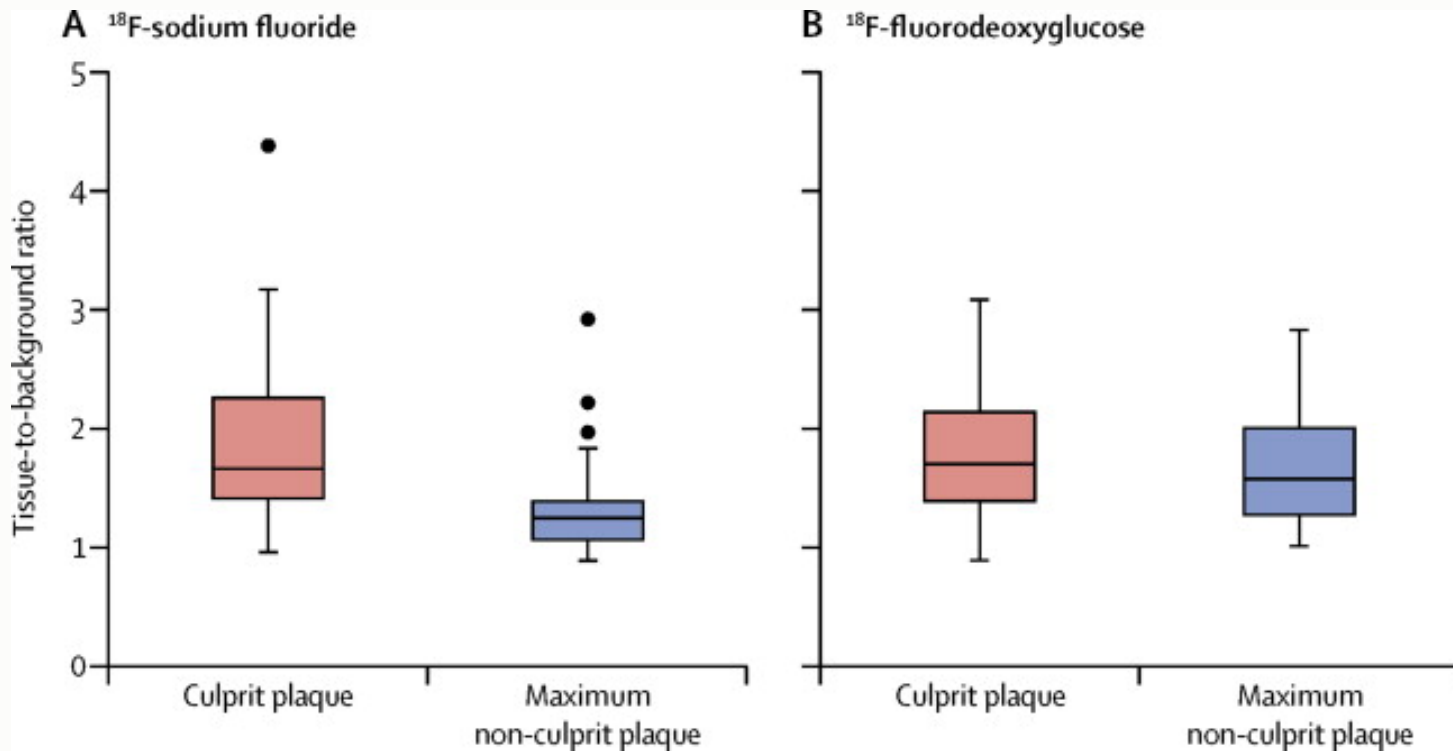 A ¹⁸F-sodium fluoride
B ¹⁸F-fluorodeoxyglucose
Tissue-to-background ratio
5
4
3
2
1
0
Culprit plaque
Maximum
non-culprit plaque
Culprit plaque
Maximum
non-culprit plaque